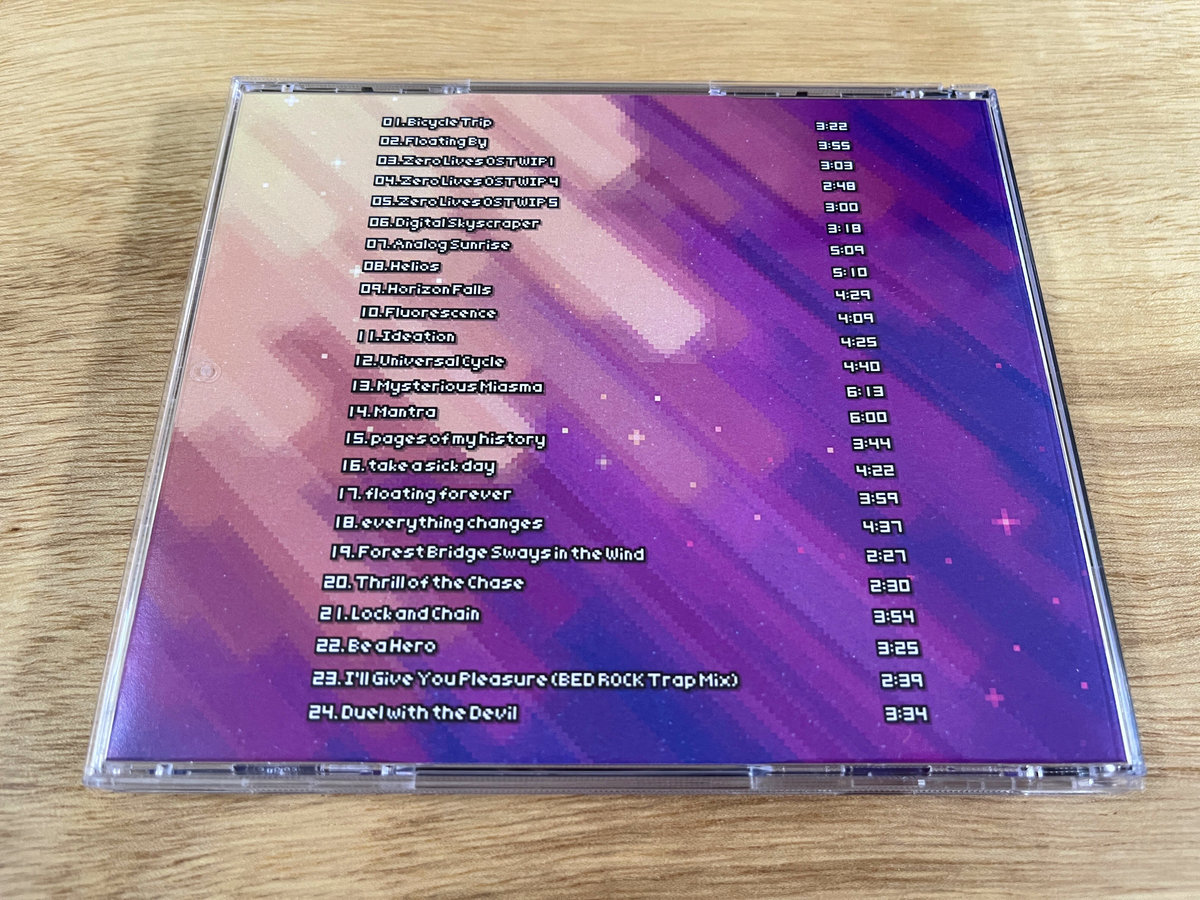 01. Bicycle Trip 3:22
02. Floating By 3:55
03. Zero Lives OST WIP 1 3:03
04. Zero Lives OST WIP 4 2:48
05. Zero Lives OST WIP 5 3:00
06. Digital Skyscraper 3:18
07. Analog Sunrise 5:09
08. Helios 5:10
09. Horizon Falls 4:29
10. Fluorescence 4:09
11. Ideation 4:25
12. Universal Cycle 4:40
13. Mysterious Miasma 6:13
14. Mantra 6:00
15. pages of my history 3:44
16. take a sick day 4:22
17. floating forever 3:59
18. everything changes 4:37
19. Forest Bridge Sways in the Wind 2:27
20. Thrill of the Chase 2:30
21. Lock and Chain 3:54
22. Be a Hero 3:25
23. I'll Give You Pleasure (BED ROCK Trap Mix) 2:39
24. Duel with the Devil 3:34